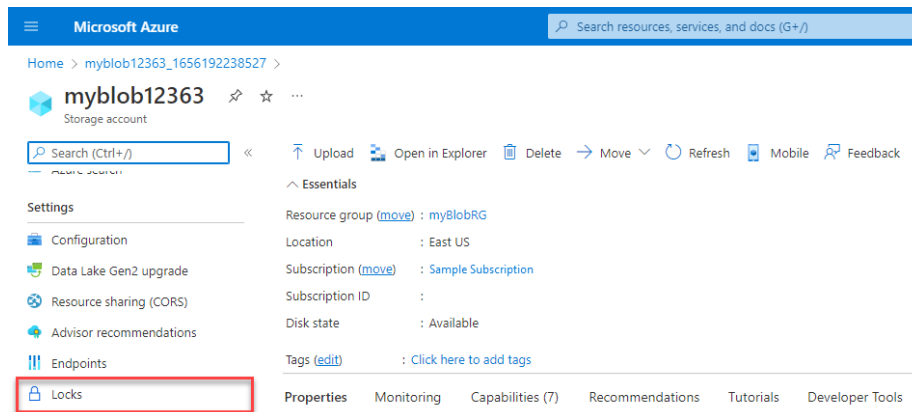 Microsoft Azure
Search resources, services, and docs (G+/)
Home > myblob12363_1656192238527 >
myblob12363
Storage account
Search (Ctrl+/)
«
Upload Open in Explorer Delete Move Refresh Mobile Feedback
Azure search
Essentials
Settings
Resource group (move) : myBlobRG
Configuration
Location : East US
Data Lake Gen2 upgrade
Subscription (move) : Sample Subscription
Resource sharing (CORS)
Subscription ID :
Advisor recommendations
Disk state : Available
Endpoints
Tags (edit) : Click here to add tags
Locks
Properties Monitoring Capabilities (7) Recommendations Tutorials Developer Tools